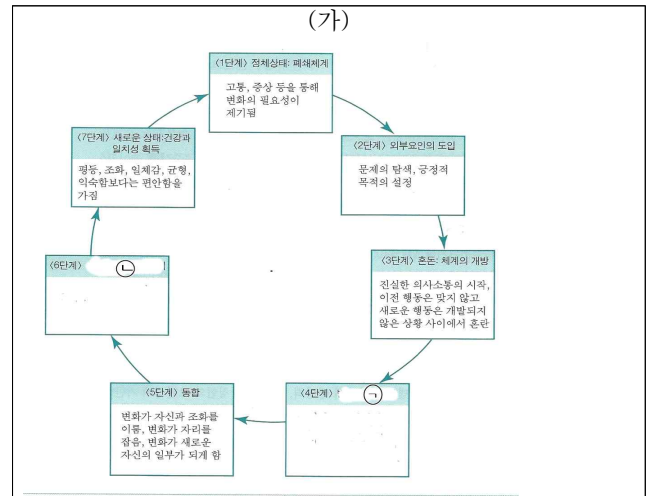 (가)
〈1단계〉 정체상태: 폐쇄체계
고통, 증상 등을 통해
변화의 필요성이
제기됨
〈2단계〉 외부요인의 도입
문제의 탐색, 긍정적
목적의 설정
〈3단계〉 혼돈: 체계의 개방
진실한 의사소통의 시작,
이전 행동은 맞지 않고
새로운 행동은 개발되지
않은 상황 사이에서 혼란
〈4단계〉 ㄱ
〈5단계〉 통합
변화가 자신과 조화를
이룸, 변화가 자리를
잡음, 변화가 새로운
자신의 일부가 되게 함
〈6단계〉 ㄴ
〈7단계〉 새로운 상태:건강과
일치성 획득
평등, 조화, 일체감, 균형,
익숙함보다는 편안함을
가짐